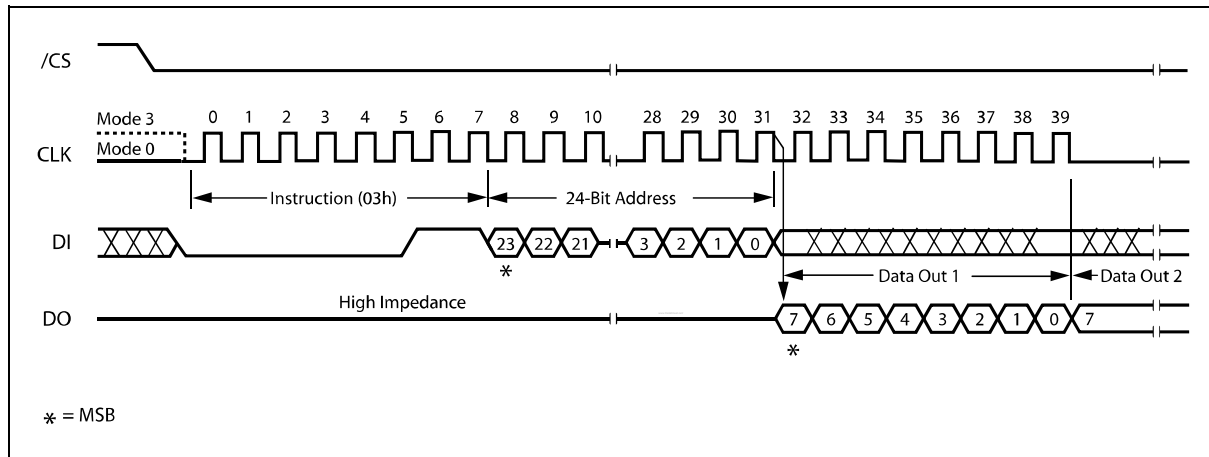 /CS
Mode 3
0 1 2 3 4 5 6 7 8 9 10 28 29 30 31 32 33 34 35 36 37 38 39
CLK
Mode 0
Instruction (03h) 24-Bit Address
DI 23 22 21 3 2 1 0
*
Data Out 1 Data Out 2
High Impedance
DO 7 6 5 4 3 2 1 0 7
*
* = MSB